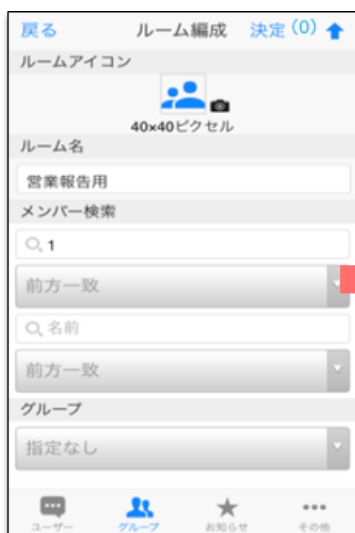 戻る ルーム編成 決定 (0)
ルームアイコン
40×40ピクセル
ルーム名
営業報告用
メンバー検索
1
前方一致
名前
前方一致
グループ
指定なし
ユーザー グループ お知らせ その他